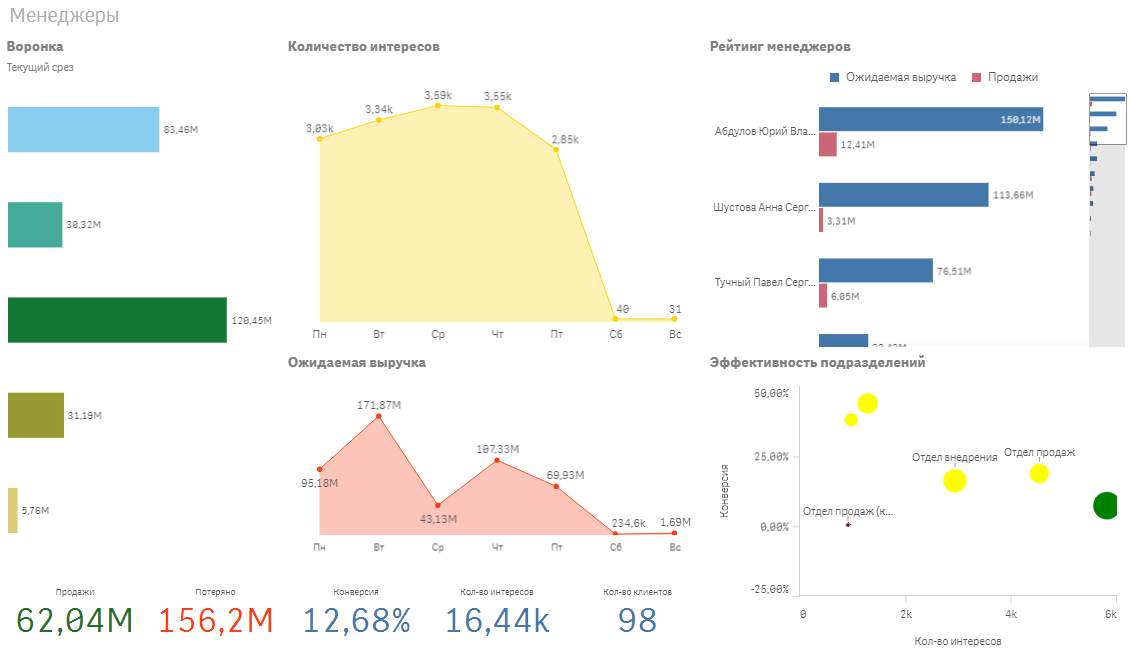 Менеджеры
Воронка
Текущий срез
83,46M
30,32M
120,45M
31,19M
5,76M
Количество интересов
3,03k
3,34k
3,59k
3,55k
2,85k
40
31
Пн Вт Ср Чт Пт Сб Вс
Ожидаемая выручка
95,18M
171,87M
43,13M
107,33M
69,93M
234,6k
1,69M
Пн Вт Ср Чт Пт Сб Вс
Рейтинг менеджеров
Ожидаемая выручка Продажи
Абдулов Юрий Вла...
150,12M
12,41M
Шустова Анна Серг...
113,66M
3,31M
Тучный Павел Серг...
76,51M
6,05M
Эффективность подразделений
Конверсия
50,00%
25,00%
0,00%
-25,00%
Отдел внедрения
Отдел продаж
Отдел продаж (к...
0 2k 4k 6k
Кол-во интересов
Продажи
62,04M
Потеряно
156,2M
Конверсия
12,68%
Кол-во интересов
16,44k
Кол-во клиентов
98